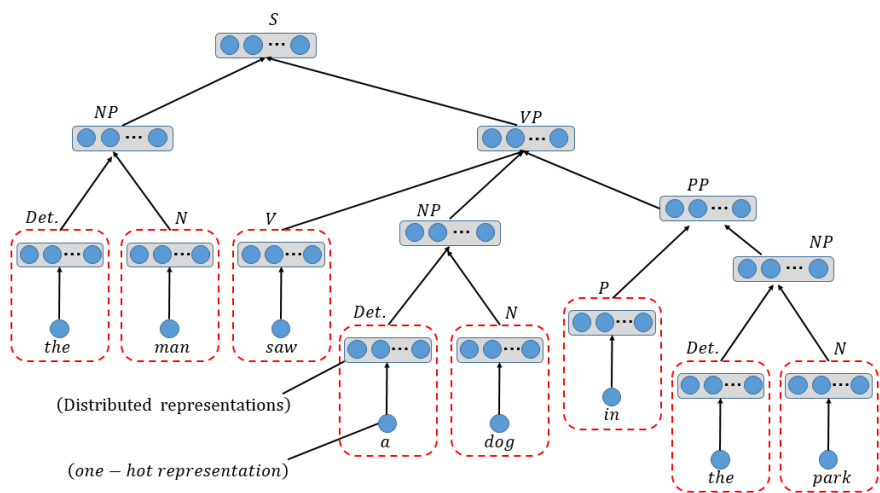 S
NP
VP
PP
Det.
N
V
NP
NP
P
Det.
N
the
man
saw
Det.
N
(Distributed representations)
in
a
dog
(one − hot representation)
the
park